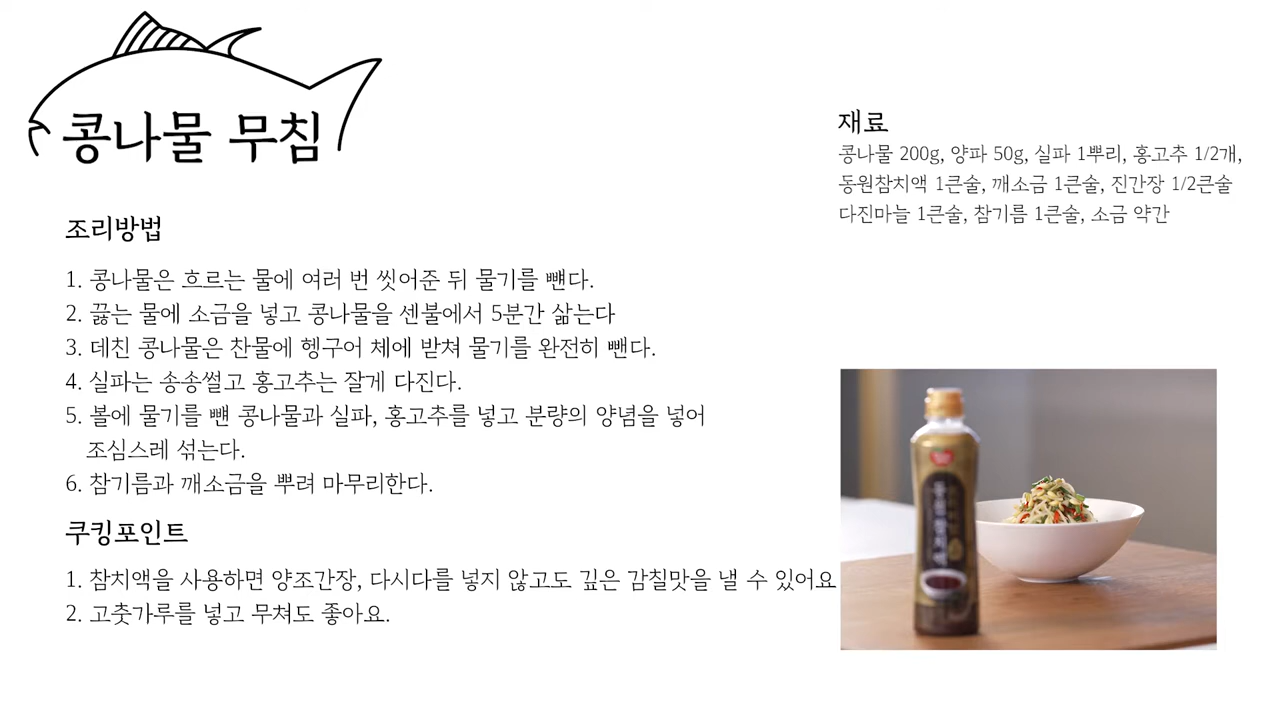 콩나물 무침
재료
콩나물 200g, 양파 50g, 실파 1뿌리, 홍고추 1/2개,
동원참치액 1큰술, 깨소금 1큰술, 진간장 1/2큰술
다진마늘 1큰술, 참기름 1큰술, 소금 약간
조리방법
1. 콩나물은 흐르는 물에 여러 번 씻어준 뒤 물기를 뺀다.
2. 끓는 물에 소금을 넣고 콩나물을 센불에서 5분간 삶는다
3. 데친 콩나물은 찬물에 헹구어 체에 받쳐 물기를 완전히 뺀다.
4. 실파는 송송썰고 홍고추는 잘게 다진다.
5. 볼에 물기를 뺀 콩나물과 실파, 홍고추를 넣고 분량의 양념을 넣어
조심스레 섞는다.
6. 참기름과 깨소금을 뿌려 마무리한다.
쿠킹포인트
1. 참치액을 사용하면 양조간장, 다시다를 넣지 않고도 깊은 감칠맛을 낼 수 있어요
2. 고춧가루를 넣고 무쳐도 좋아요.